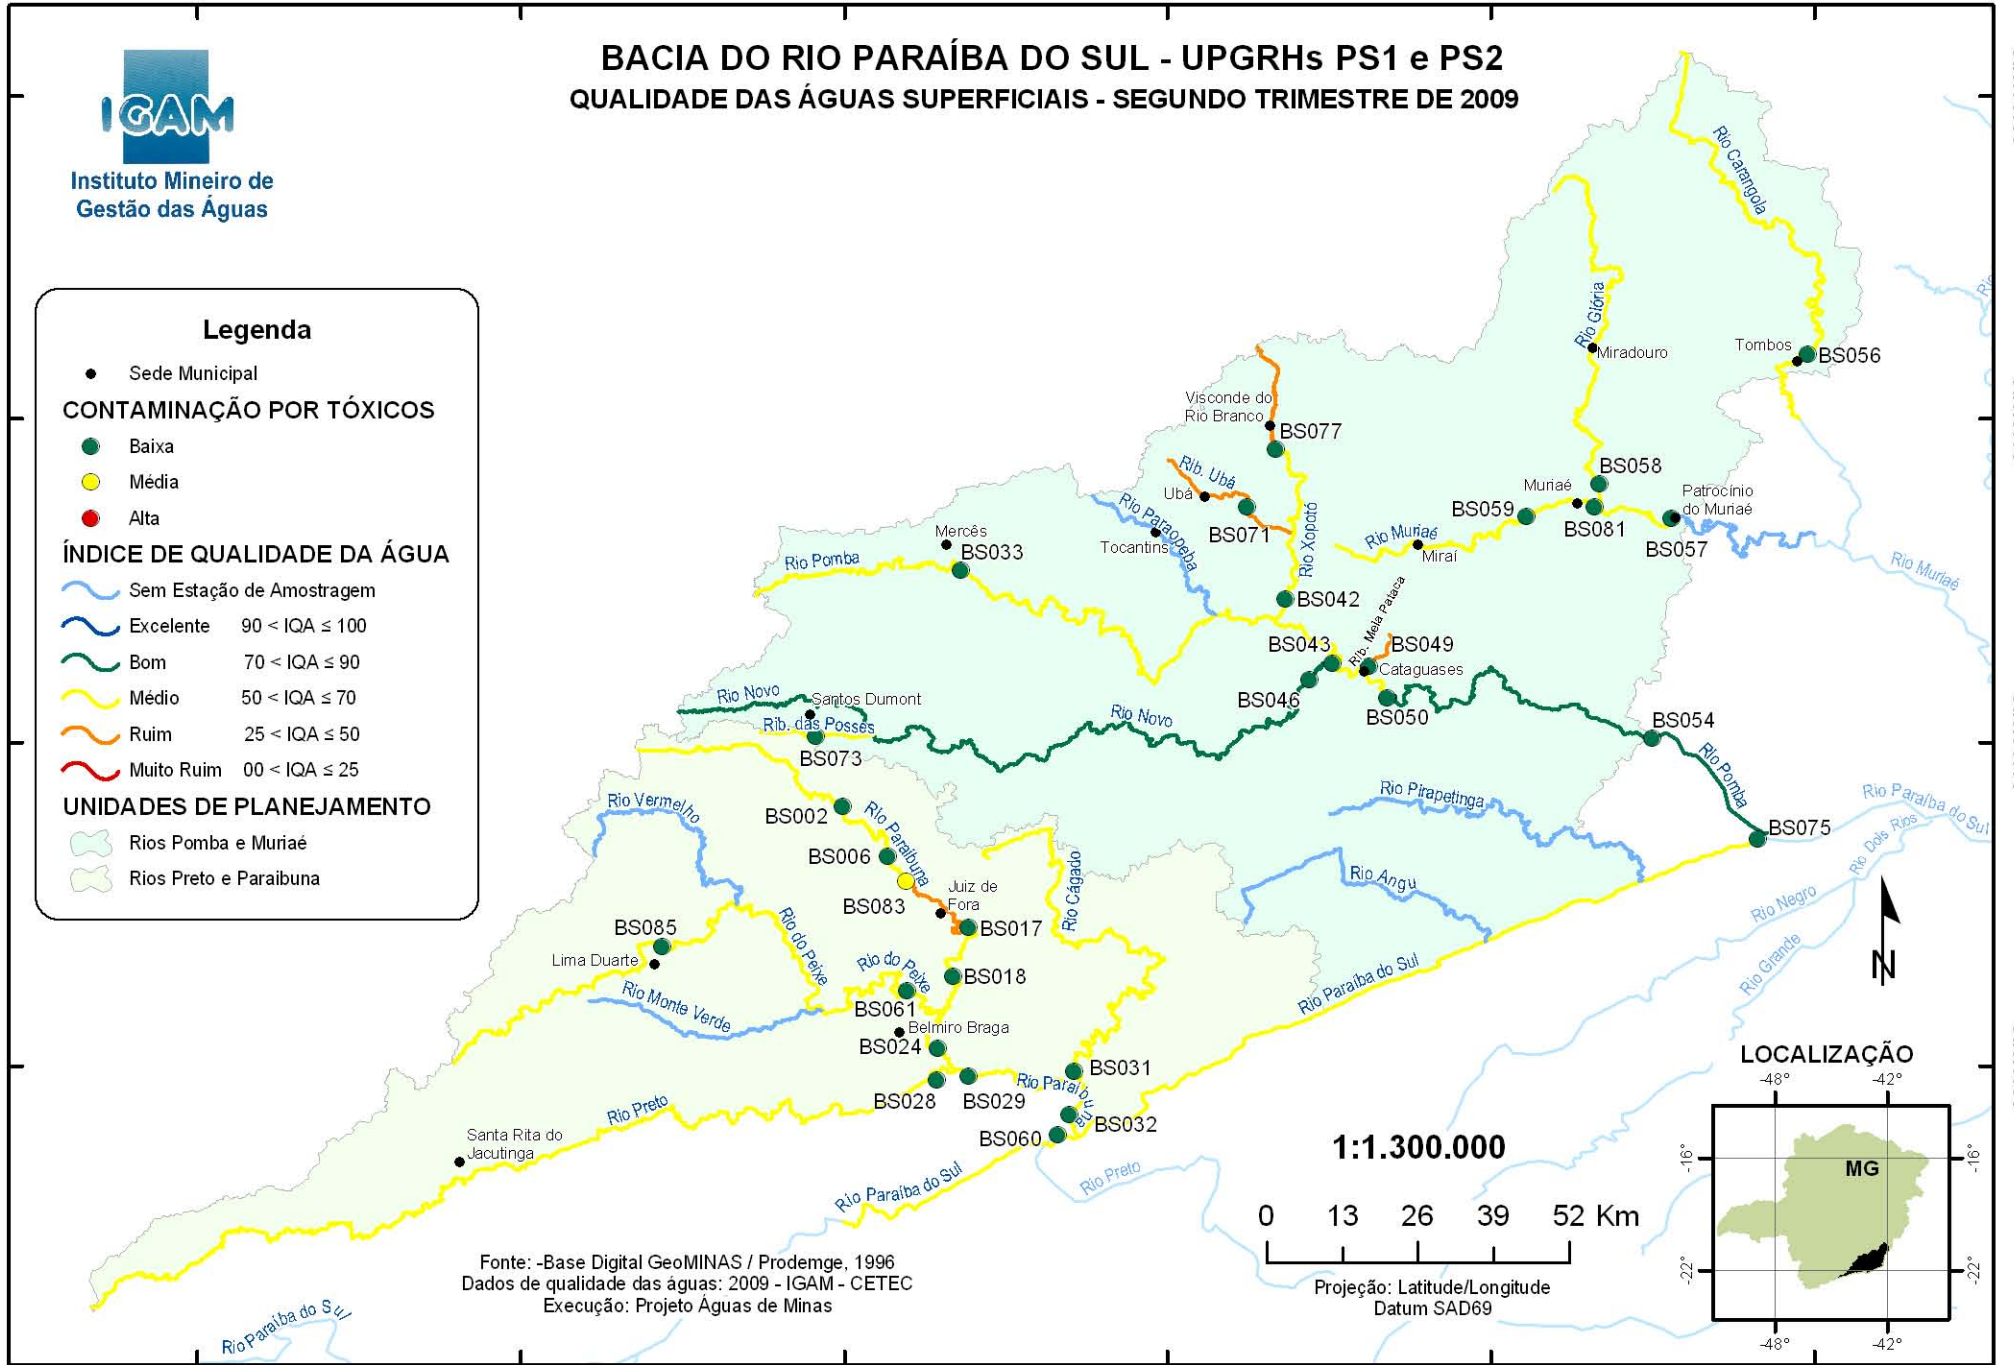 BACIA DO RIO PARAÍBA DO SUL - UPGRHs PS1 e PS2
QUALIDADE DAS ÁGUAS SUPERFICIAIS - SEGUNDO TRIMESTRE DE 2009
IGAM
Instituto Mineiro de
Gestão das Águas
Legenda
Sede Municipal
CONTAMINAÇÃO POR TÓXICOS
Baixa
Média
Alta
ÍNDICE DE QUALIDADE DA ÁGUA
Sem Estação de Amostragem
Excelente 90 < IQA ≤ 100
Bom 70 < IQA ≤ 90
Médio 50 < IQA ≤ 70
Ruim 25 < IQA ≤ 50
Muito Ruim 00 < IQA ≤ 25
UNIDADES DE PLANEJAMENTO
Rios Pomba e Muriaé
Rios Preto e Paraibuna
Rio Carangola
Rio Glória
Miradouro
Tombos
BS056
Visconde do
Rio Branco
BS077
Rib. Ubá
Ubá
BS071
Rio Xopotó
Rio Paraopeba
Tocantins
BS058
Muriaé
BS059
BS081
Patrocínio
do Muriaé
BS057
Rio Muriaé
Miraí
Rio Muriaé
Mercês
BS033
Rio Pomba
BS042
Rib. Meia Pataca
BS043
BS049
Cataguases
BS046
BS050
Rio Novo
Santos Dumont
Rib. das Posses
BS073
Rio Novo
BS054
Rio Pomba
BS075
Rio Pirapetinga
Rio Angu
Rio Paraíba do Sul
Rio Dois Rios
Rio Negro
Rio Grande
Rio Vermelho
BS002
Rio Paraibuna
BS006
BS083
Juiz de
Fora
BS017
Rio Cágado
BS085
Lima Duarte
Rio do Peixe
Rio do Peixe
BS018
BS061
Rio Monte Verde
Belmiro Braga
BS024
BS028
BS029
Rio Paraibuna
BS031
BS032
BS060
Rio Preto
Rio Paraíba do Sul
Santa Rita do
Jacutinga
Rio Preto
Rio Paraíba do Sul
Rio Paraíba do Sul
N
1:1.300.000
0 13 26 39 52 Km
Projeção: Latitude/Longitude
Datum SAD69
Fonte: -Base Digital GeoMINAS / Prodemge, 1996
Dados de qualidade das águas: 2009 - IGAM - CETEC
Execução: Projeto Águas de Minas
LOCALIZAÇÃO
-48° -42°
-16° MG -16°
-22° -22°
-48° -42°